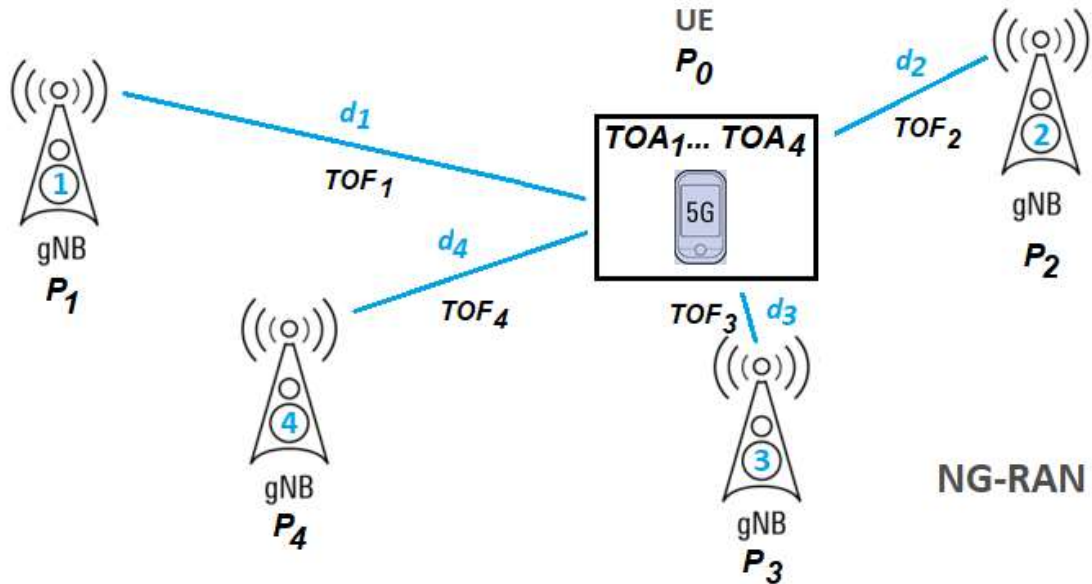 UE
P0
d1
TOF1
d2
TOF2
TOA1... TOA4
5G
1
gNB
P1
2
gNB
P2
d4
TOF4
TOF3
d3
4
gNB
P4
3
gNB
P3
NG-RAN